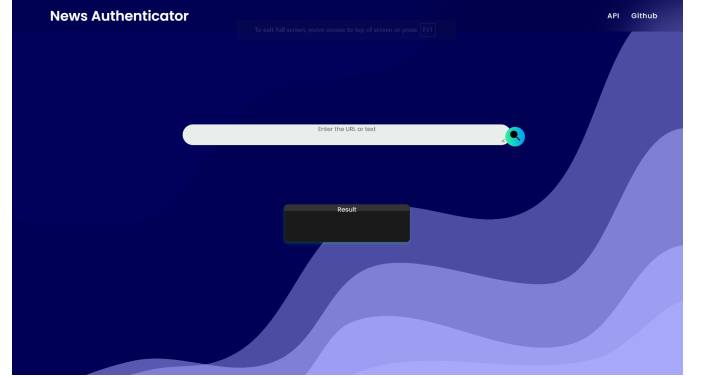 News Authenticator
API Github
To exit full screen, move mouse to top of screen or press F11
Enter the URL or text
Result